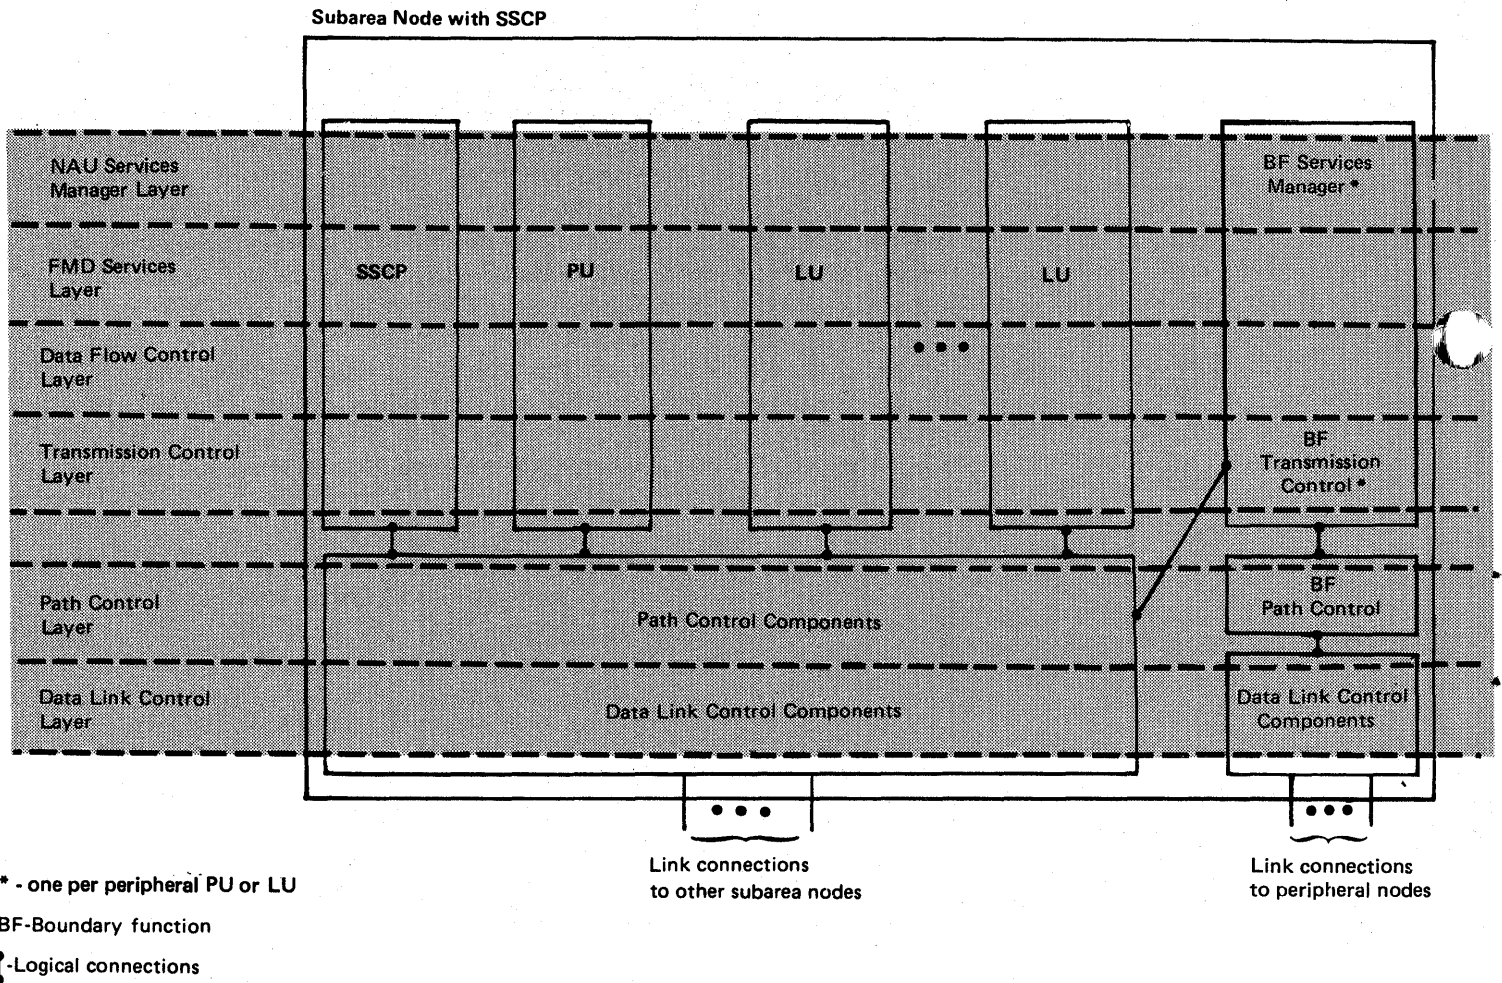 Subarea Node with SSCP
NAU Services
Manager Layer
BF Services
Manager *
FMD Services
Layer
SSCP
PU
LU
LU
Data Flow Control
Layer
Transmission Control
Layer
BF
Transmission
Control *
Path Control
Layer
Path Control Components
BF
Path Control
Data Link Control
Layer
Data Link Control Components
Data Link Control
Components
Link connections
to other subarea nodes
Link connections
to peripheral nodes
* - one per peripheral PU or LU
BF-Boundary function
-Logical connections